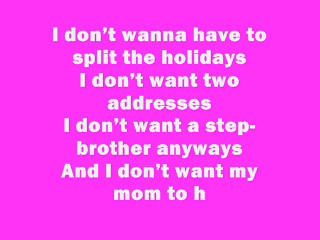 I don't wanna have to
split the holidays
I don't want two
addresses
I don't want a step-
brother anyways
And I don't want my
mom to h